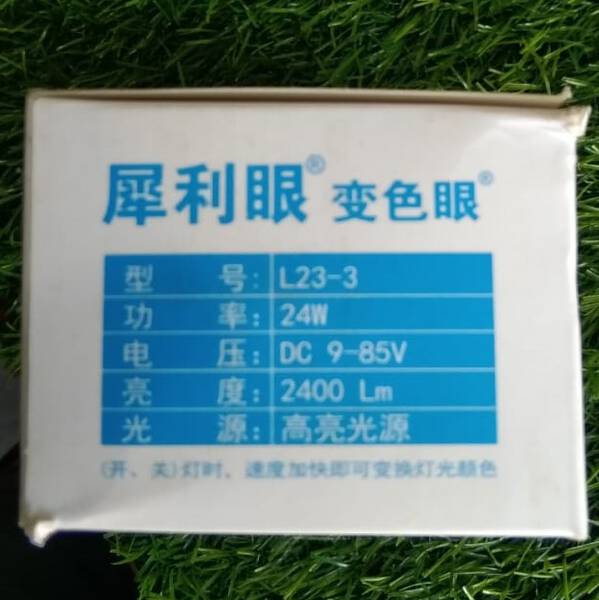 犀利眼® 变色眼®
型 号: L23-3
功 率: 24W
电 压: DC 9-85V
亮 度: 2400 Lm
光 源: 高亮光源
(开、关)灯时、速度加快即可变换灯光颜色